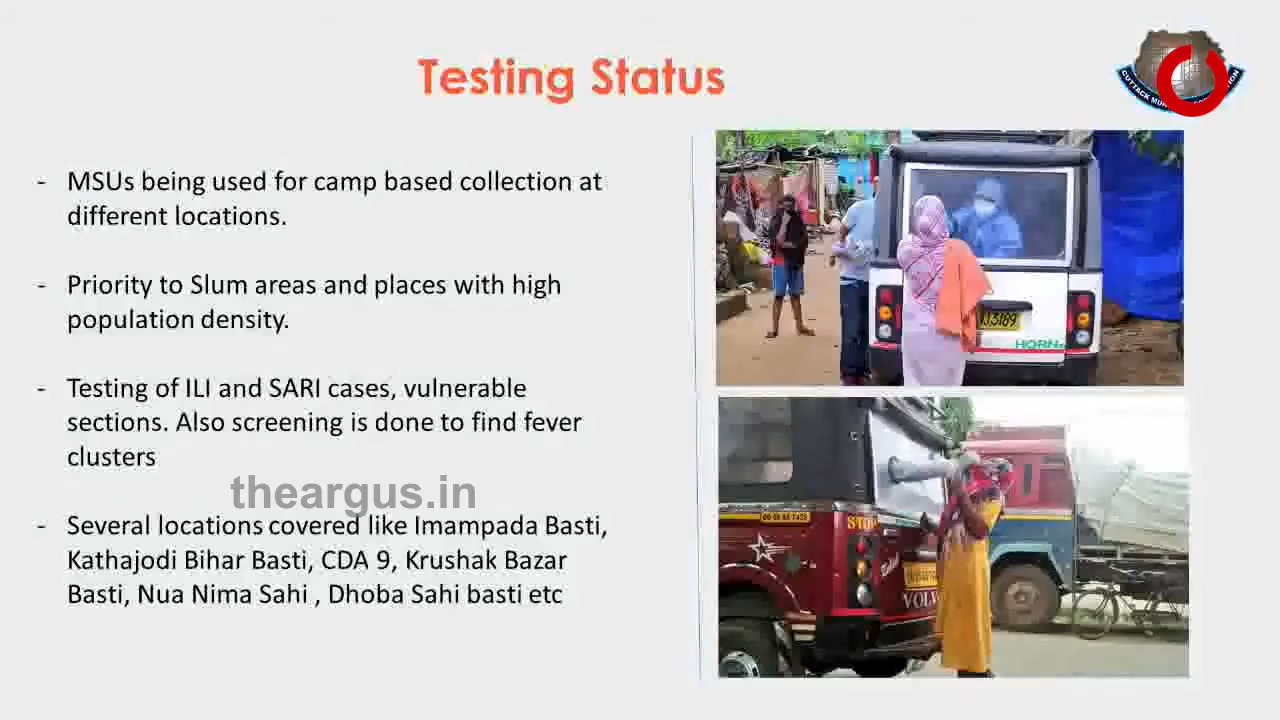 Testing Status
- MSUs being used for camp based collection at
different locations.
- Priority to Slum areas and places with high
population density.
- Testing of ILI and SARI cases, vulnerable
sections. Also screening is done to find fever
clusters
theargus.in
- Several locations covered like Imampada Basti,
Kathajodi Bihar Basti, CDA 9, Krushak Bazar
Basti, Nua Nima Sahi , Dhoba Sahi basti etc
CUTTACK
HORN
STOP